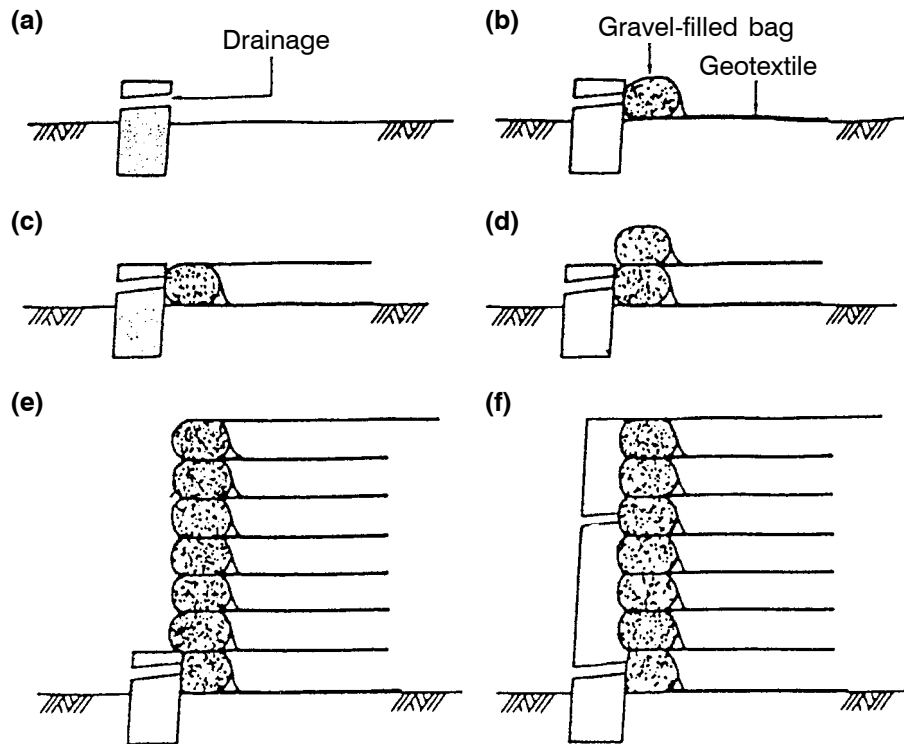 (a)
Drainage
(b)
Gravel-filled bag
Geotextile
(c)
(d)
(e)
(f)